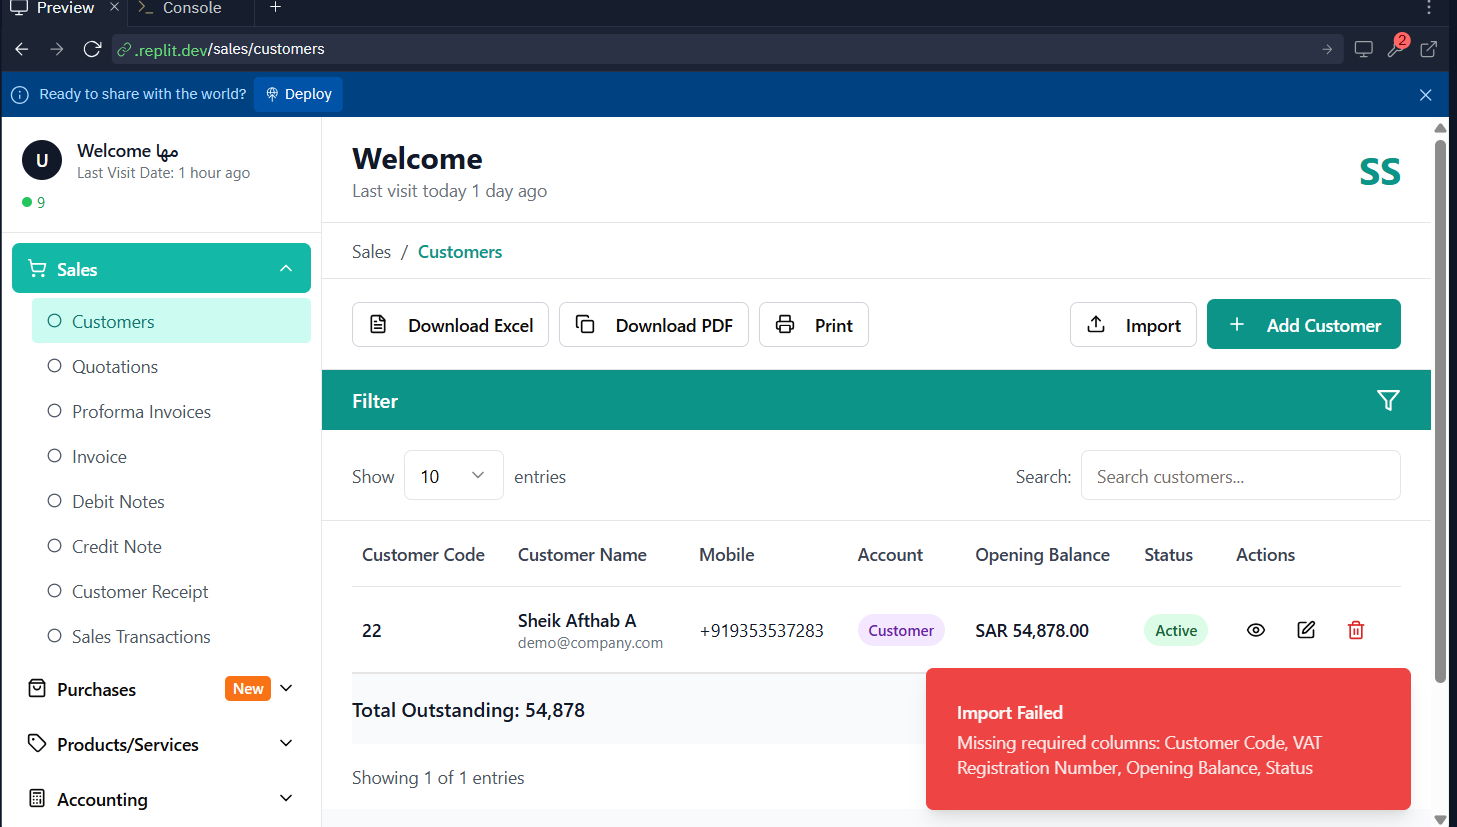 Preview
Console
.replit.dev/sales/customers
2
Ready to share with the world?
Deploy
U
Welcome مها
Last Visit Date: 1 hour ago
9
Welcome
Last visit today 1 day ago
SS
Sales / Customers
Download Excel
Download PDF
Print
Import
Add Customer
Filter
Show 10 entries
Search: Search customers...
Sales
Customers
Quotations
Proforma Invoices
Invoice
Debit Notes
Credit Note
Customer Receipt
Sales Transactions
Purchases New
Products/Services
Accounting
Customer Code Customer Name Mobile Account Opening Balance Status Actions
22 Sheik Afthab A +919353537283 Customer SAR 54,878.00 Active
demo@company.com
Total Outstanding: 54,878
Showing 1 of 1 entries
Import Failed
Missing required columns: Customer Code, VAT
Registration Number, Opening Balance, Status